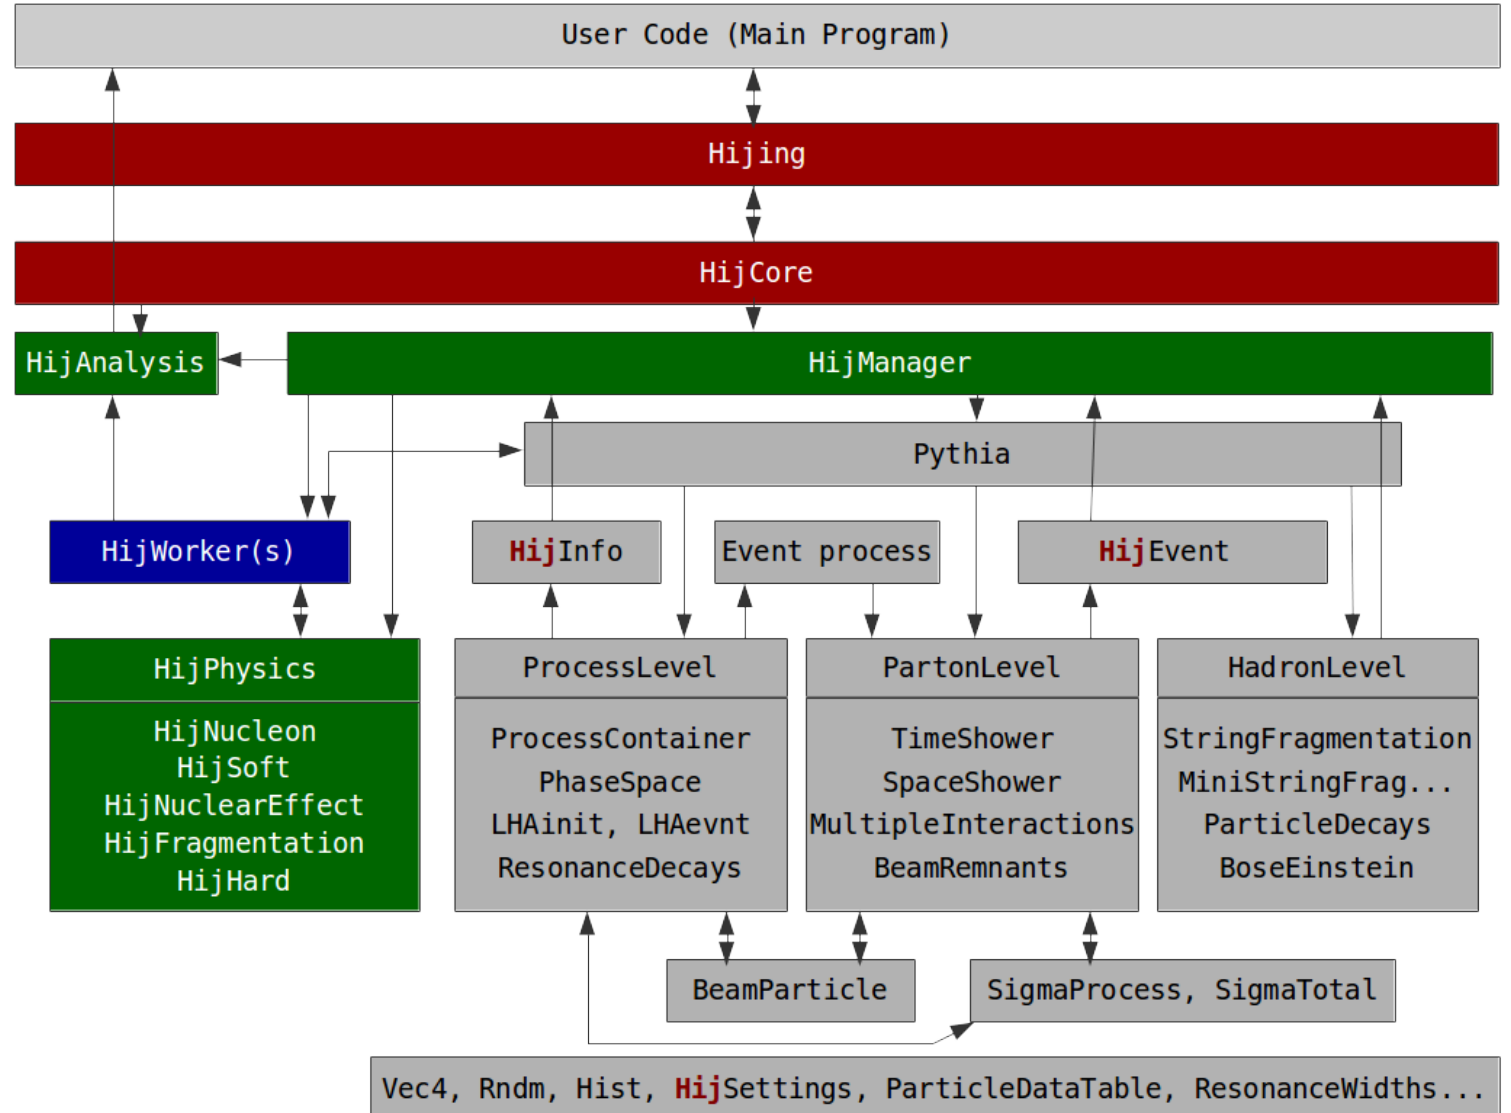 User Code (Main Program)
Hijing
HijCore
HijAnalysis
HijManager
Pythia
HijWorker(s)
HijInfo
Event process
HijEvent
HijPhysics
HijNucleon
HijSoft
HijNuclearEffect
HijFragmentation
HijHard
ProcessLevel
ProcessContainer
PhaseSpace
LHAinit, LHAevnt
ResonanceDecays
PartonLevel
TimeShower
SpaceShower
MultipleInteractions
BeamRemnants
HadronLevel
StringFragmentation
MiniStringFrag...
ParticleDecays
BoseEinstein
BeamParticle
SigmaProcess, SigmaTotal
Vec4, Rndm, Hist, HijSettings, ParticleDataTable, ResonanceWidths...